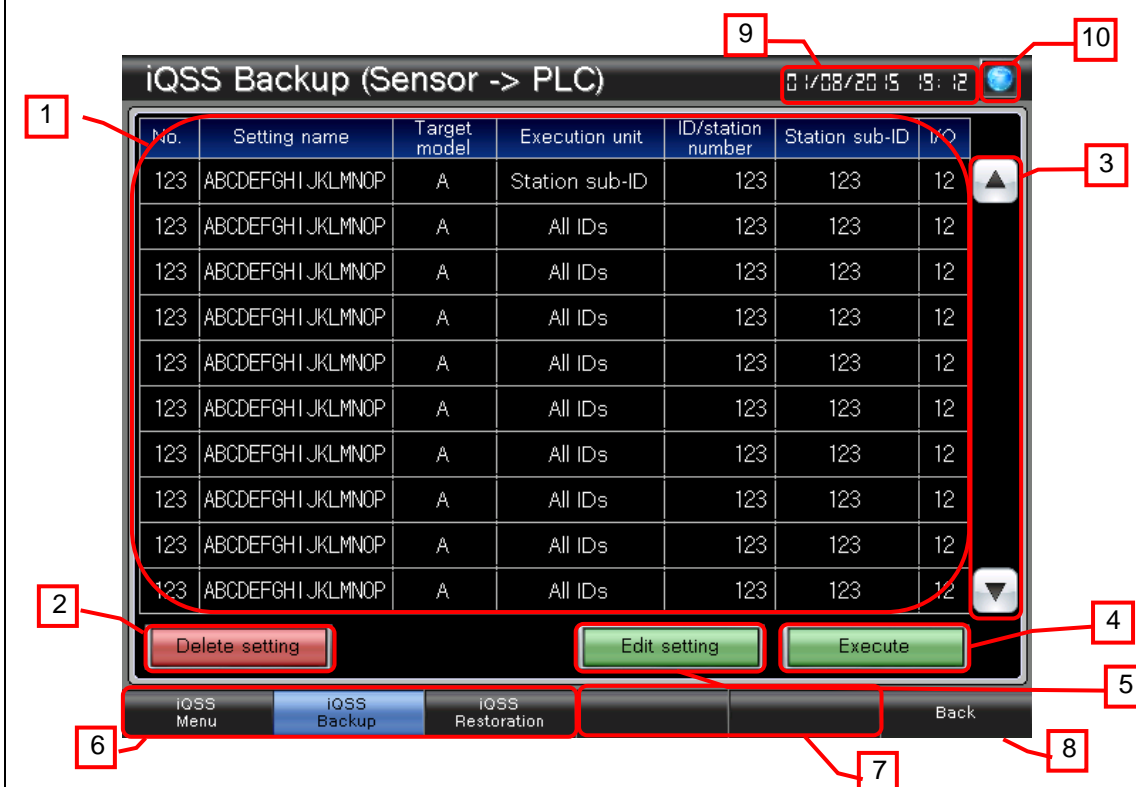 9
10
iQSS Backup (Sensor -> PLC)
01/08/2015 19:12
1
No. Setting name Target model Execution unit ID/station number Station sub-ID I/O
3
123 ABCDEFGHIJKLMNOP A Station sub-ID 123 123 12
123 ABCDEFGHIJKLMNOP A All IDs 123 123 12
123 ABCDEFGHIJKLMNOP A All IDs 123 123 12
123 ABCDEFGHIJKLMNOP A All IDs 123 123 12
123 ABCDEFGHIJKLMNOP A All IDs 123 123 12
123 ABCDEFGHIJKLMNOP A All IDs 123 123 12
123 ABCDEFGHIJKLMNOP A All IDs 123 123 12
123 ABCDEFGHIJKLMNOP A All IDs 123 123 12
123 ABCDEFGHIJKLMNOP A All IDs 123 123 12
123 ABCDEFGHIJKLMNOP A All IDs 123 123 12
2
4
Delete setting Edit setting Execute
5
iQSS Menu iQSS Backup iQSS Restoration Back
6
8
7